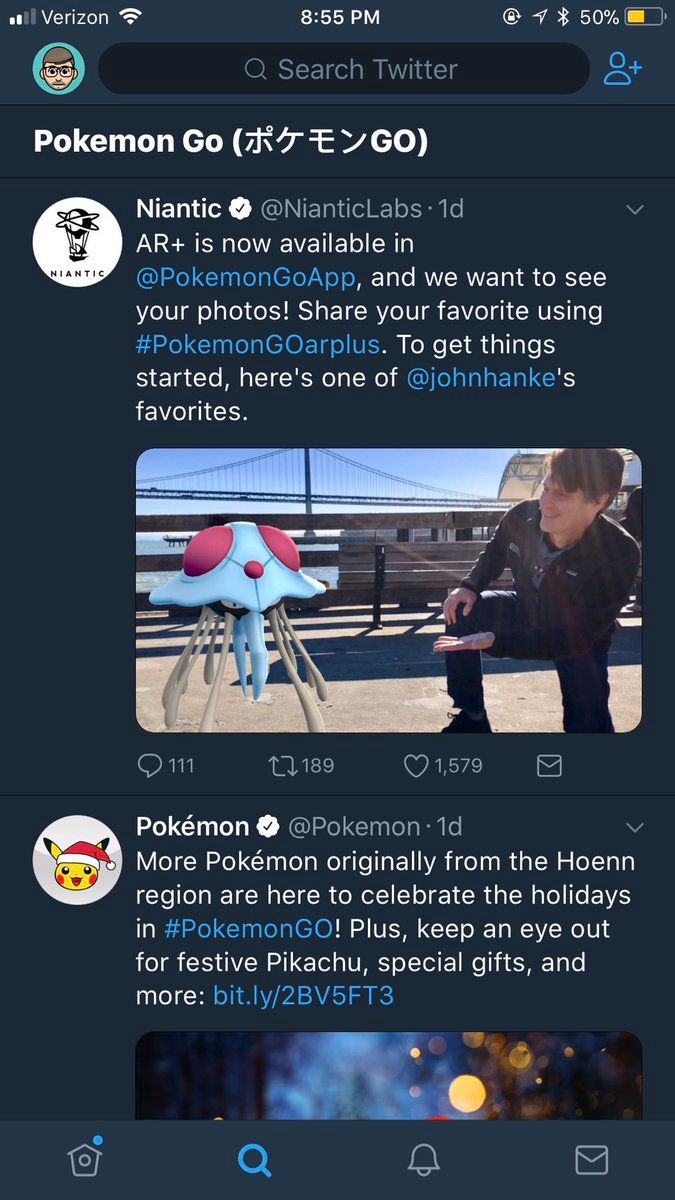 Verizon 8:55 PM 50%
Search Twitter
Pokemon Go (ポケモンGO)
Niantic @NianticLabs · 1d
NIANTIC
AR+ is now available in
@PokemonGoApp, and we want to see
your photos! Share your favorite using
#PokemonGOarplus. To get things
started, here's one of @johnhanke's
favorites.
111 189 1,579
Pokémon @Pokemon · 1d
More Pokémon originally from the Hoenn
region are here to celebrate the holidays
in #PokemonGO! Plus, keep an eye out
for festive Pikachu, special gifts, and
more: bit.ly/2BV5FT3